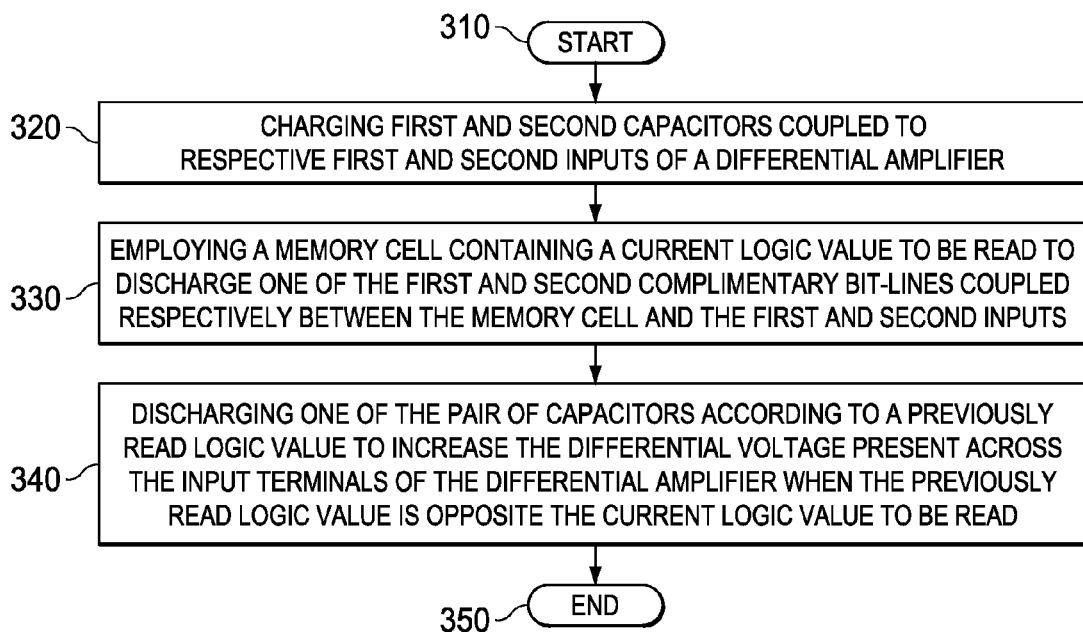 310
START
320
CHARGING FIRST AND SECOND CAPACITORS COUPLED TO
RESPECTIVE FIRST AND SECOND INPUTS OF A DIFFERENTIAL AMPLIFIER
330
EMPLOYING A MEMORY CELL CONTAINING A CURRENT LOGIC VALUE TO BE READ TO
DISCHARGE ONE OF THE FIRST AND SECOND COMPLIMENTARY BIT-LINES COUPLED
RESPECTIVELY BETWEEN THE MEMORY CELL AND THE FIRST AND SECOND INPUTS
340
DISCHARGING ONE OF THE PAIR OF CAPACITORS ACCORDING TO A PREVIOUSLY
READ LOGIC VALUE TO INCREASE THE DIFFERENTIAL VOLTAGE PRESENT ACROSS
THE INPUT TERMINALS OF THE DIFFERENTIAL AMPLIFIER WHEN THE PREVIOUSLY
READ LOGIC VALUE IS OPPOSITE THE CURRENT LOGIC VALUE TO BE READ
350
END